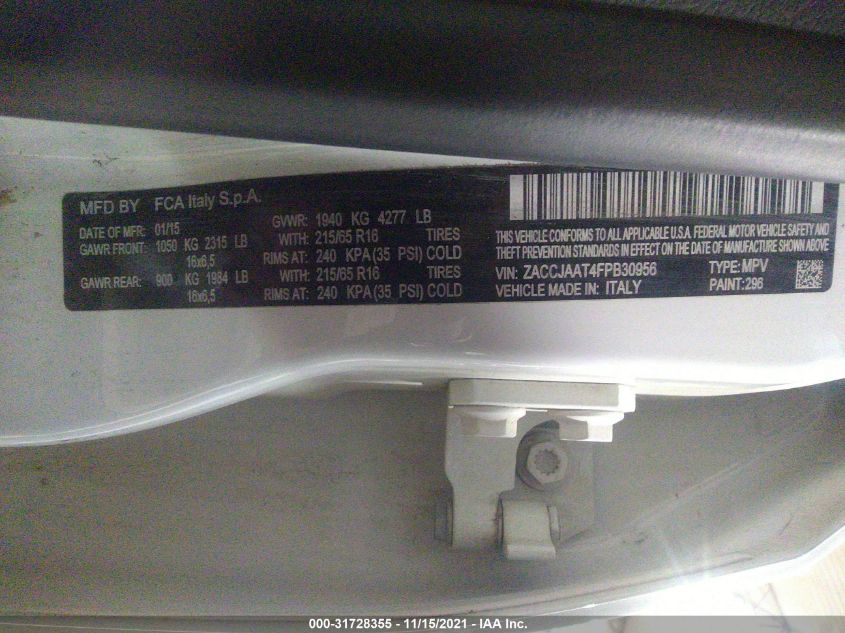 MFD BY FCA Italy S.p.A.
DATE OF MFR: 01/15 GVWR: 1940 KG 4277 LB
GAWR FRONT: 1050 KG 2315 LB WITH: 215/65 R16 TIRES
16x6,5 RIMS AT: 240 KPA (35 PSI) COLD
GAWR REAR: 900 KG 1984 LB WITH: 215/65 R16 TIRES
16x6,5 RIMS AT: 240 KPA (35 PSI) COLD
THIS VEHICLE CONFORMS TO ALL APPLICABLE U.S.A. FEDERAL MOTOR VEHICLE SAFETY AND
THEFT PREVENTION STANDARDS IN EFFECT ON THE DATE OF MANUFACTURE SHOWN ABOVE.
VIN: ZACCJAAT4FPB30956 TYPE: MPV
VEHICLE MADE IN: ITALY PAINT: 296
000-31728355 - 11/15/2021 - IAA Inc.